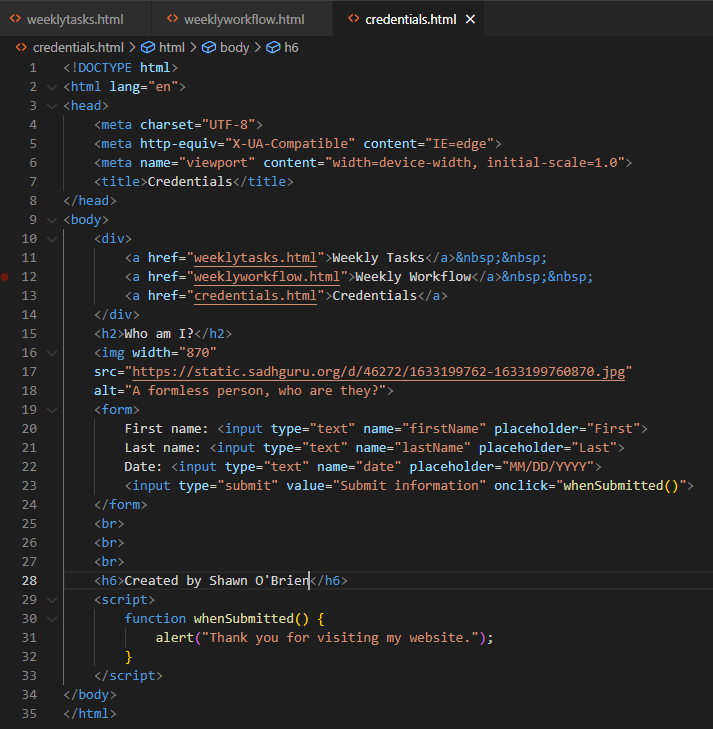 weeklytasks.html weeklyworkflow.html credentials.html
credentials.html > html > body > h6
1 <!DOCTYPE html>
2 <html lang="en">
3 <head>
4     <meta charset="UTF-8">
5     <meta http-equiv="X-UA-Compatible" content="IE=edge">
6     <meta name="viewport" content="width=device-width, initial-scale=1.0">
7     <title>Credentials</title>
8 </head>
9 <body>
10     <div>
11         <a href="weeklytasks.html">Weekly Tasks</a>&nbsp;&nbsp;
12         <a href="weeklyworkflow.html">Weekly Workflow</a>&nbsp;&nbsp;
13         <a href="credentials.html">Credentials</a>
14     </div>
15     <h2>Who am I?</h2>
16     <img width="870"
17     src="https://static.sadhguru.org/d/46272/1633199762-1633199760870.jpg"
18     alt="A formless person, who are they?">
19     <form>
20         First name: <input type="text" name="firstName" placeholder="First">
21         Last name: <input type="text" name="lastName" placeholder="Last">
22         Date: <input type="text" name="date" placeholder="MM/DD/YYYY">
23         <input type="submit" value="Submit information" onclick="whenSubmitted()">
24     </form>
25     <br>
26     <br>
27     <br>
28     <h6>Created by Shawn O'Brien</h6>
29     <script>
30         function whenSubmitted() {
31             alert("Thank you for visiting my website.");
32         }
33     </script>
34 </body>
35 </html>